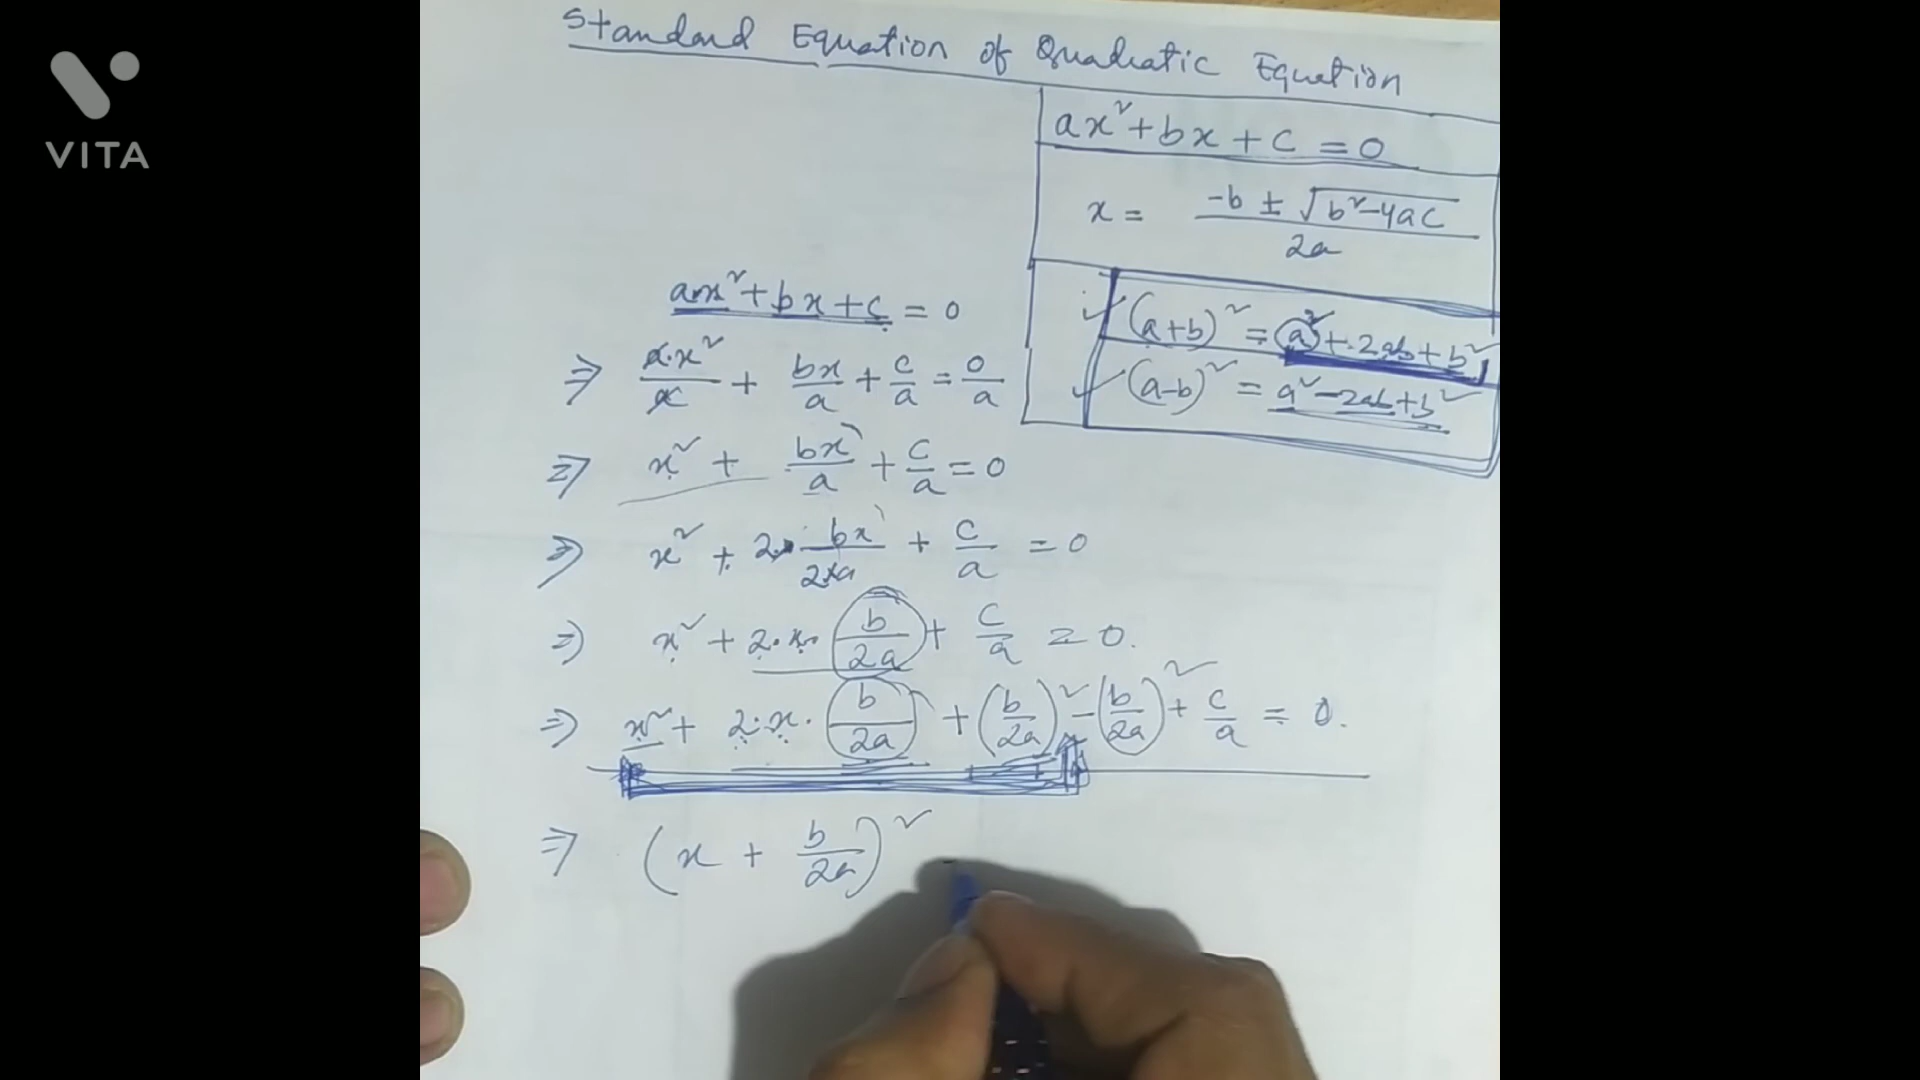 VITA
Standard Equation of Quadratic Equation
ax² + bx + c = 0
x = (-b ± √(b²-4ac))/2a
(a+b)² = a² + 2ab + b²
(a-b)² = a² - 2ab + b²
ax² + bx + c = 0
⇒ a·x²/a + bx/a + c/a = 0/a
⇒ x² + bx/a + c/a = 0
⇒ x² + 2· bx/2×a + c/a = 0
⇒ x² + 2·x· (b/2a) + c/a = 0.
⇒ x² + 2·x· (b/2a) + (b/2a)² - (b/2a)² + c/a = 0.
⇒ (x + b/2a)² -